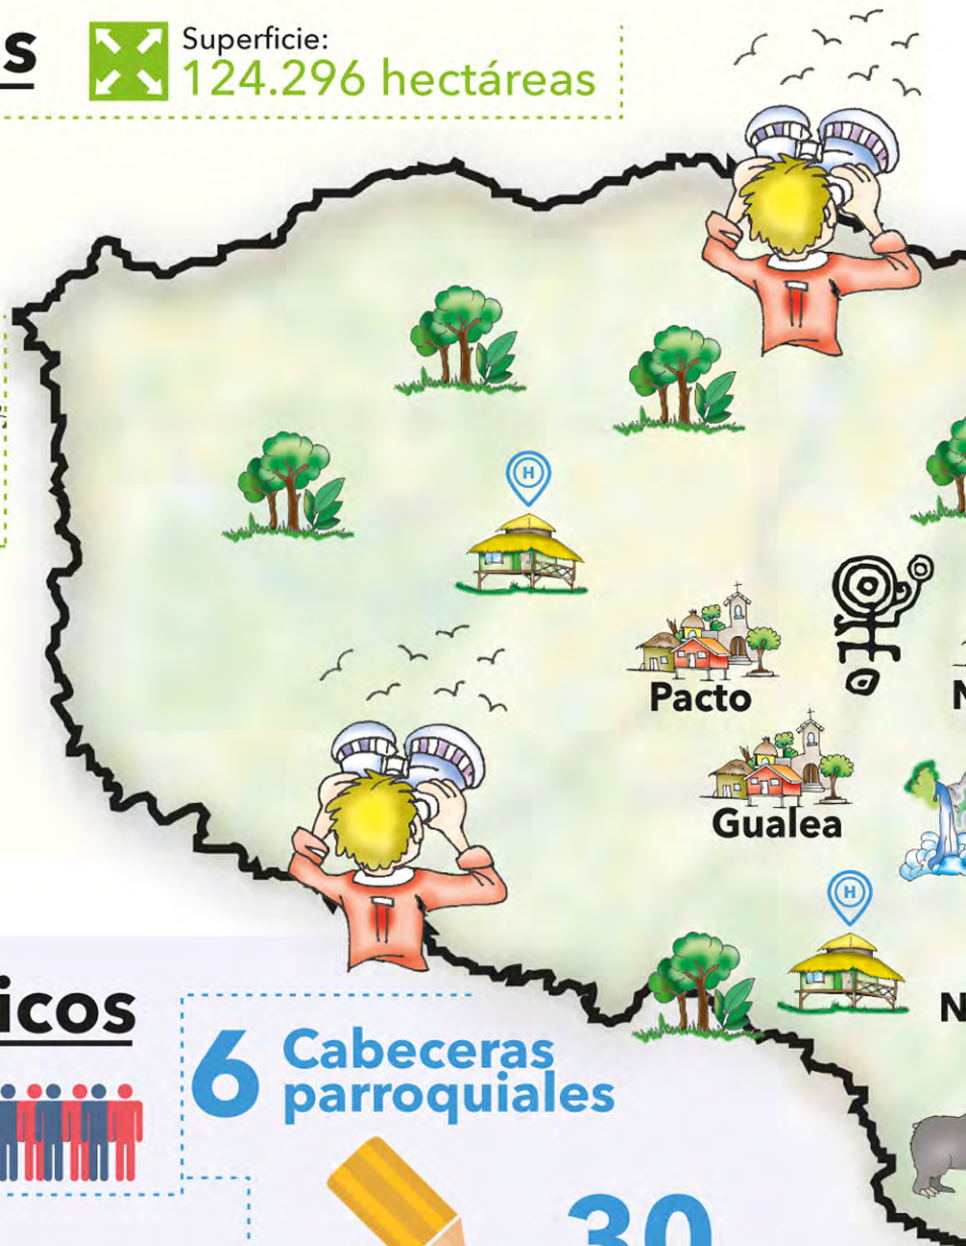 s
Superficie:
124.296 hectáreas
H
Pacto
N
Gualea
H
N
icos
6
Cabeceras
parroquiales
30